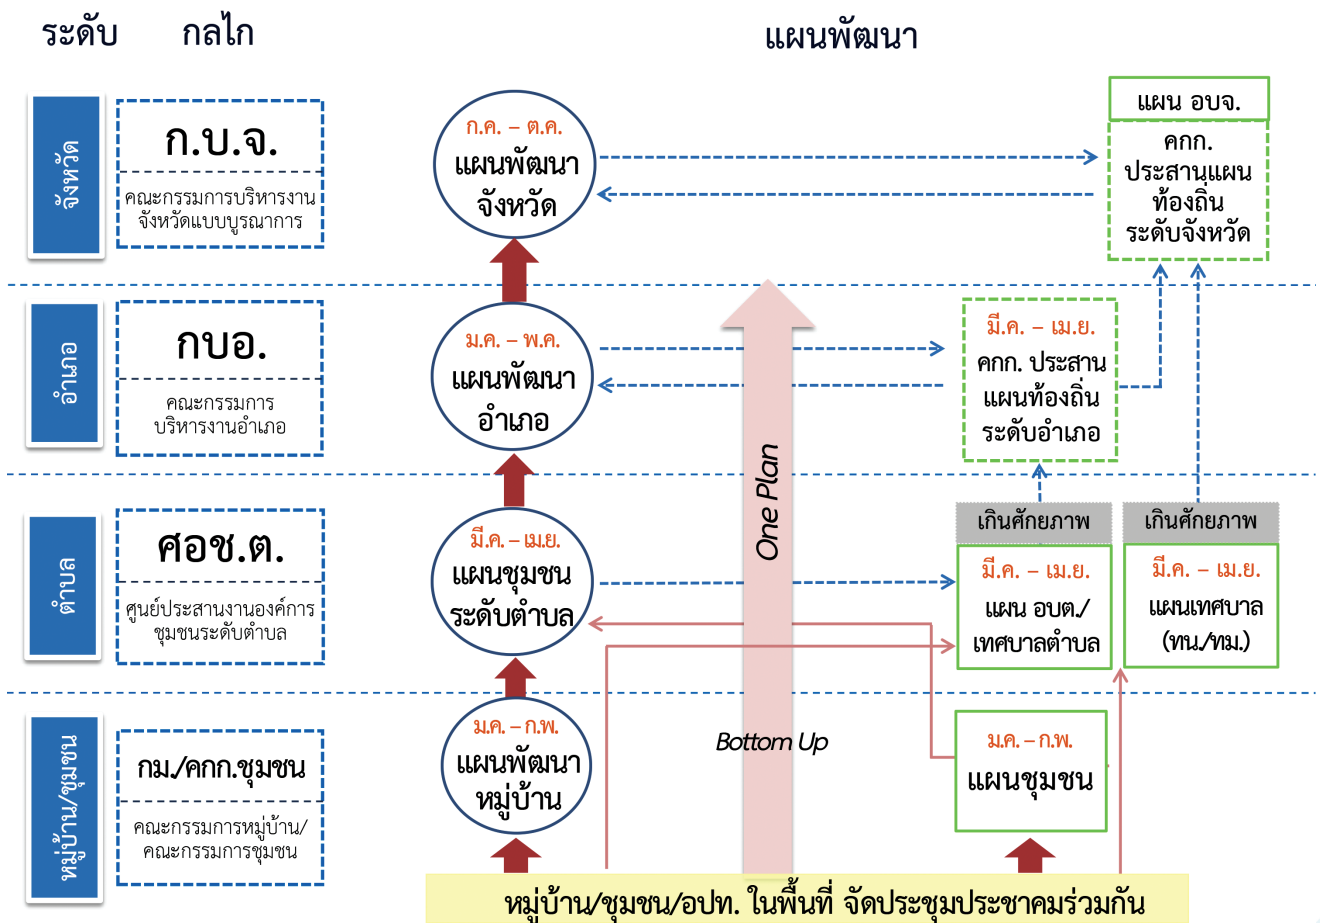 ระดับ
กลไก
แผนพัฒนา
จังหวัด
ก.บ.จ.
คณะกรรมการบริหารงาน
จังหวัดแบบบูรณาการ
ก.ค. – ต.ค.
แผนพัฒนา
จังหวัด
แผน อบจ.
คกก.
ประสานแผน
ท้องถิ่น
ระดับจังหวัด
อำเภอ
กบอ.
คณะกรรมการ
บริหารงานอำเภอ
ม.ค. – พ.ค.
แผนพัฒนา
อำเภอ
มี.ค. – เม.ย.
คกก. ประสาน
แผนท้องถิ่น
ระดับอำเภอ
One Plan
ตำบล
ศอช.ต.
ศูนย์ประสานงานองค์การ
ชุมชนระดับตำบล
มี.ค. – เม.ย.
แผนชุมชน
ระดับตำบล
เกินศักยภาพ
มี.ค. – เม.ย.
แผน อบต./
เทศบาลตำบล
เกินศักยภาพ
มี.ค. – เม.ย.
แผนเทศบาล
(ทน./ทม.)
หมู่บ้าน/ชุมชน
กม./คกก.ชุมชน
คณะกรรมการหมู่บ้าน/
คณะกรรมการชุมชน
ม.ค. – ก.พ.
แผนพัฒนา
หมู่บ้าน
Bottom Up
ม.ค. – ก.พ.
แผนชุมชน
หมู่บ้าน/ชุมชน/อปท. ในพื้นที่ จัดประชุมประชาคมร่วมกัน